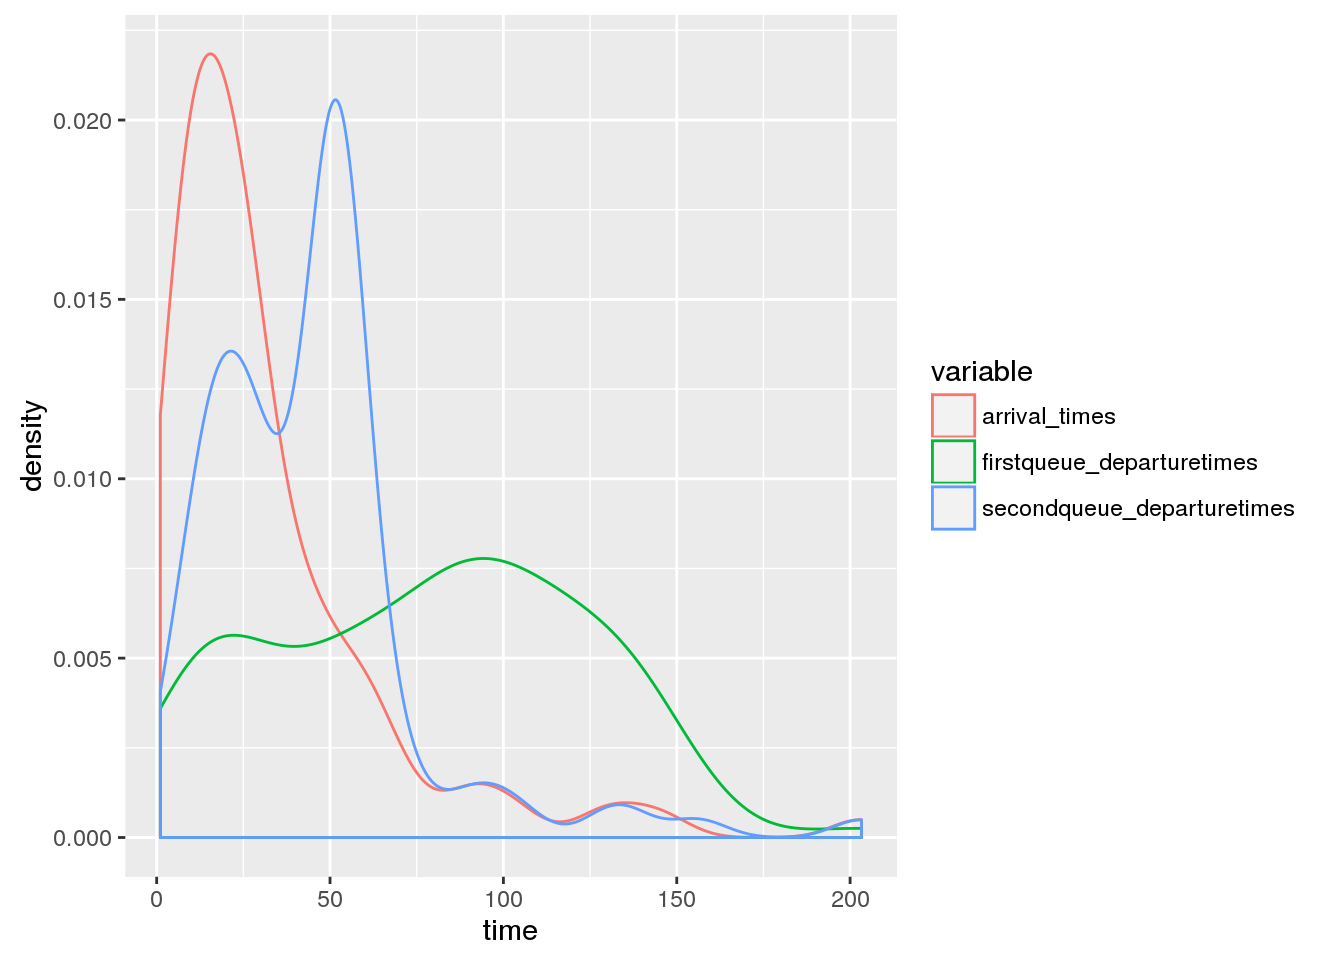 density
0.020
0.015
0.010
0.005
0.000
0
50
100
150
200
time
variable
arrival_times
firstqueue_departuretimes
secondqueue_departuretimes